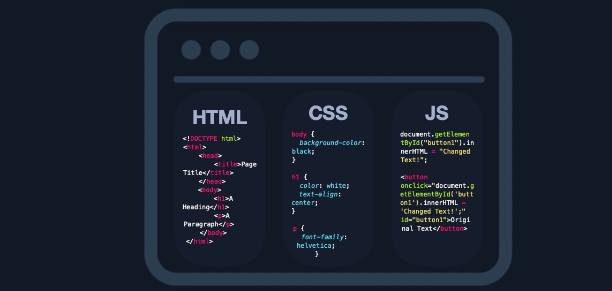 HTML
<!DOCTYPE html>
<html>
<head>
<title>Page
Title</title>
</head>
<body>
<h1>A
Heading</h1>
<p>A
Paragraph</p>
</body>
</html>
CSS
body {
background-color:
black;
}
h1 {
color: white;
text-align:
center;
}
p {
font-family:
helvetica;
}
JS
document.getElemen
tById("button1").in
nerHTML = "Changed
Text!";
<button
onclick="document.g
etElementById('butt
on1').innerHTML =
'Changed Text!';"
id="button1">Origi
nal Text</button>